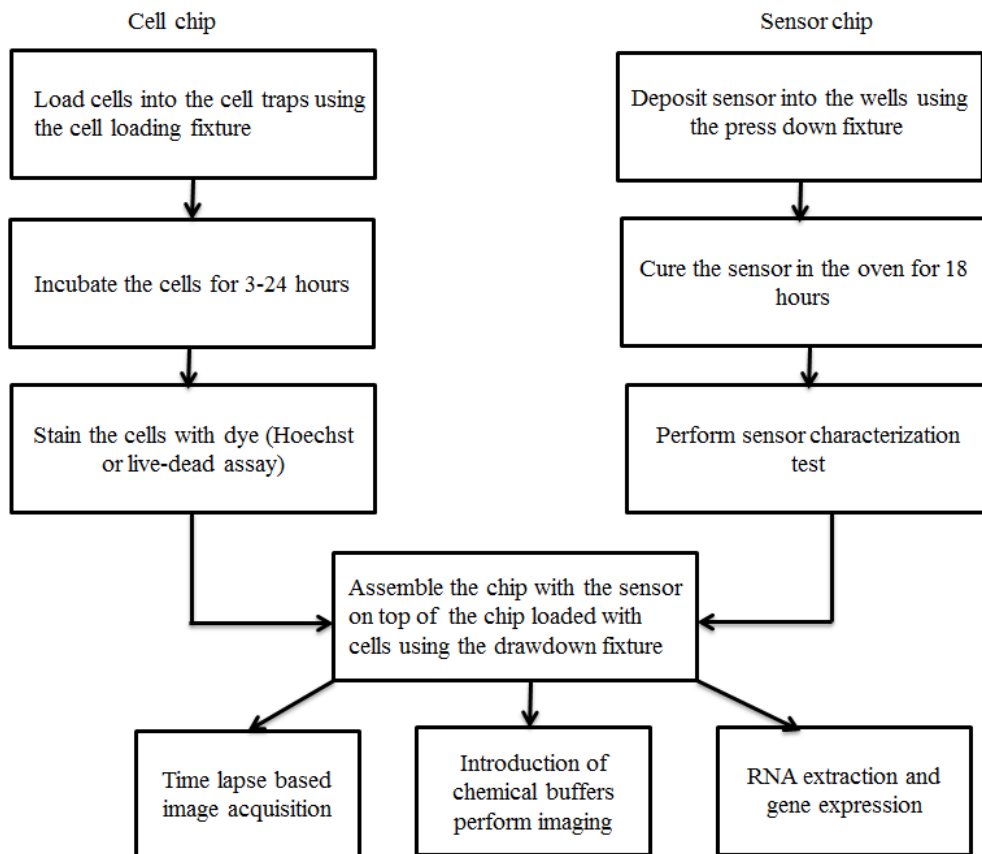 Cell chip
Sensor chip
Load cells into the cell traps using
the cell loading fixture
Deposit sensor into the wells using
the press down fixture
Incubate the cells for 3-24 hours
Cure the sensor in the oven for 18
hours
Stain the cells with dye (Hoechst
or live-dead assay)
Perform sensor characterization
test
Assemble the chip with the sensor
on top of the chip loaded with
cells using the drawdown fixture
Time lapse based
image acquisition
Introduction of
chemical buffers
perform imaging
RNA extraction and
gene expression